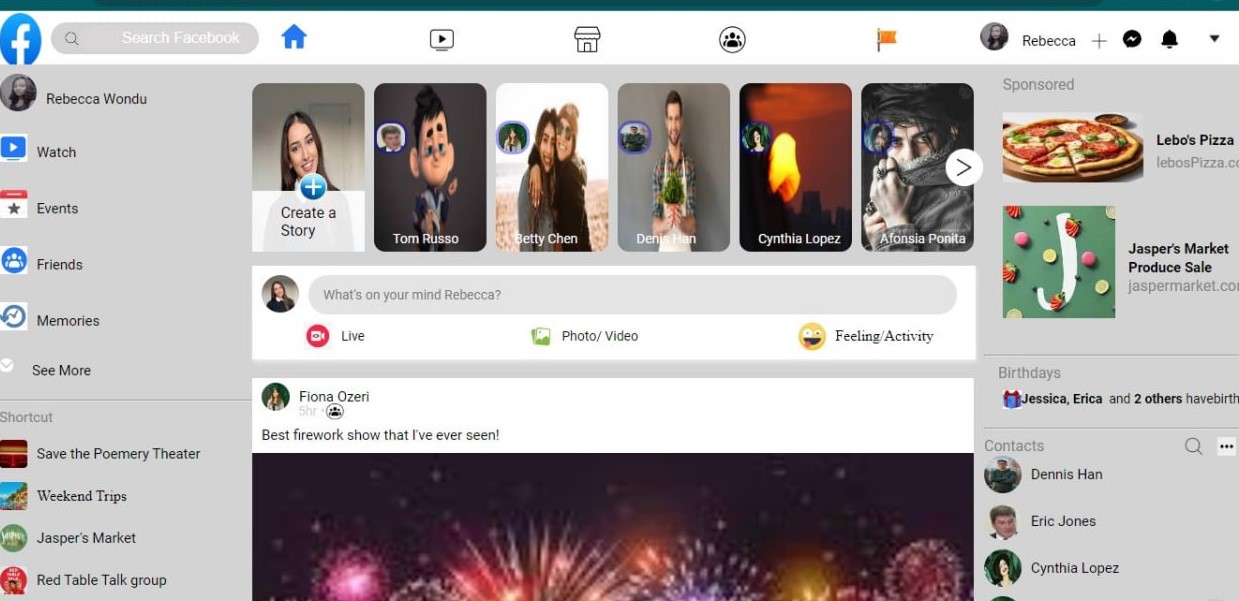 Search Facebook
Rebecca
Rebecca Wondu
Watch
Events
Friends
Memories
See More
Shortcut
Save the Poemery Theater
Weekend Trips
Jasper's Market
Red Table Talk group
Create a
Story
Tom Russo
Betty Chen
Denis Han
Cynthia Lopez
Afonsia Ponita
What's on your mind Rebecca?
Live
Photo/ Video
Feeling/Activity
Fiona Ozeri
5hr
Best firework show that I've ever seen!
Sponsored
Lebo's Pizza
lebosPizza.co
Jasper's Market
Produce Sale
jaspermarket.cor
Birthdays
Jessica, Erica and 2 others havebirth
Contacts
Dennis Han
Eric Jones
Cynthia Lopez